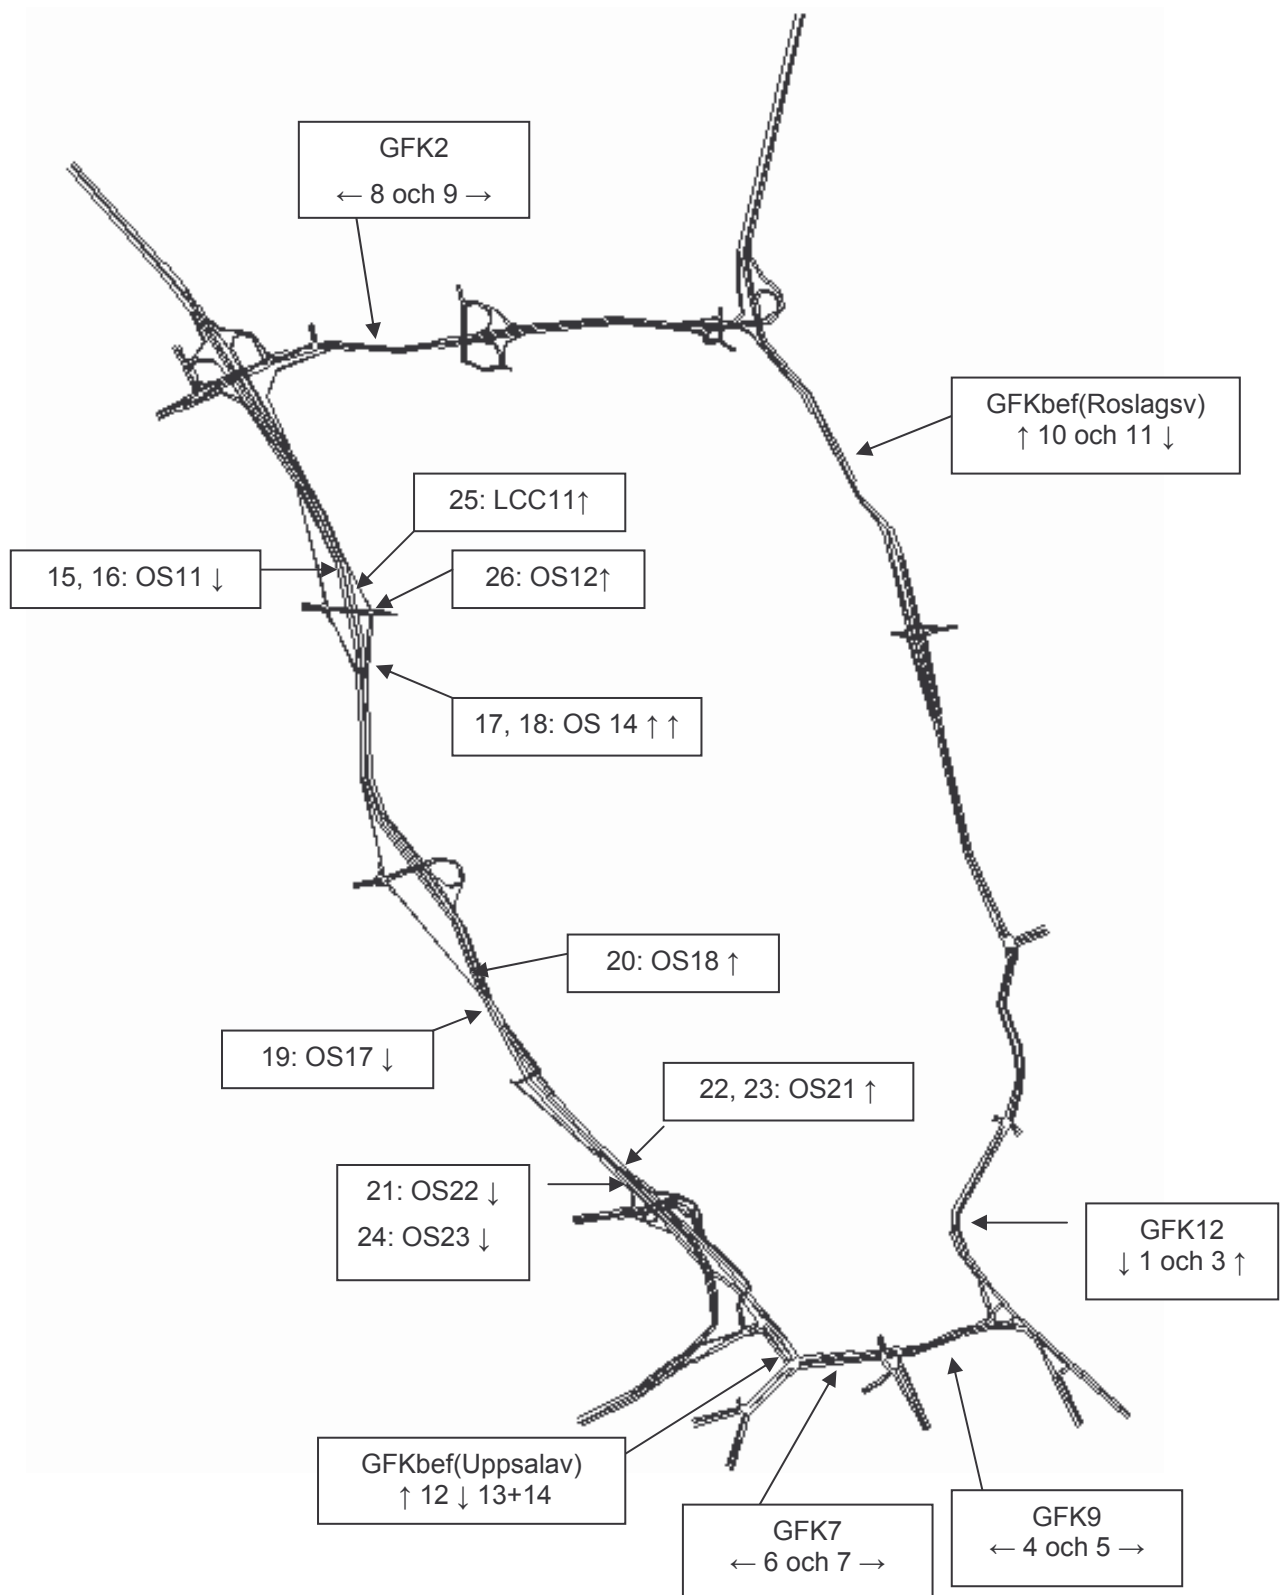 GFK2
← 8 och 9 →
GFKbef(Roslagsv)
↑ 10 och 11 ↓
25: LCC11↑
15, 16: OS11 ↓
26: OS12↑
17, 18: OS 14 ↑ ↑
20: OS18 ↑
19: OS17 ↓
22, 23: OS21 ↑
21: OS22 ↓
24: OS23 ↓
GFK12
↓ 1 och 3 ↑
GFKbef(Uppsalav)
↑ 12 ↓ 13+14
GFK7
← 6 och 7 →
GFK9
← 4 och 5 →